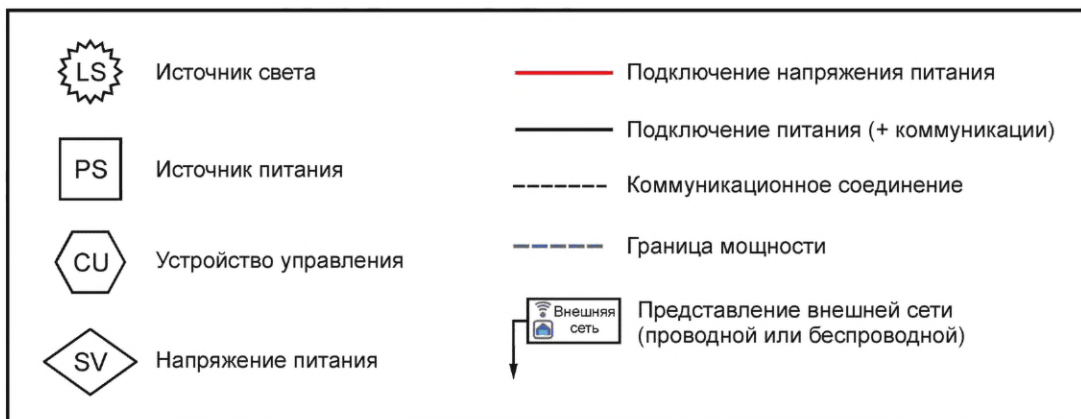 LS Источник света
PS Источник питания
CU Устройство управления
SV Напряжение питания
Подключение напряжения питания
Подключение питания (+ коммуникации)
Коммуникационное соединение
Граница мощности
Внешняя
сеть
Представление внешней сети
(проводной или беспроводной)